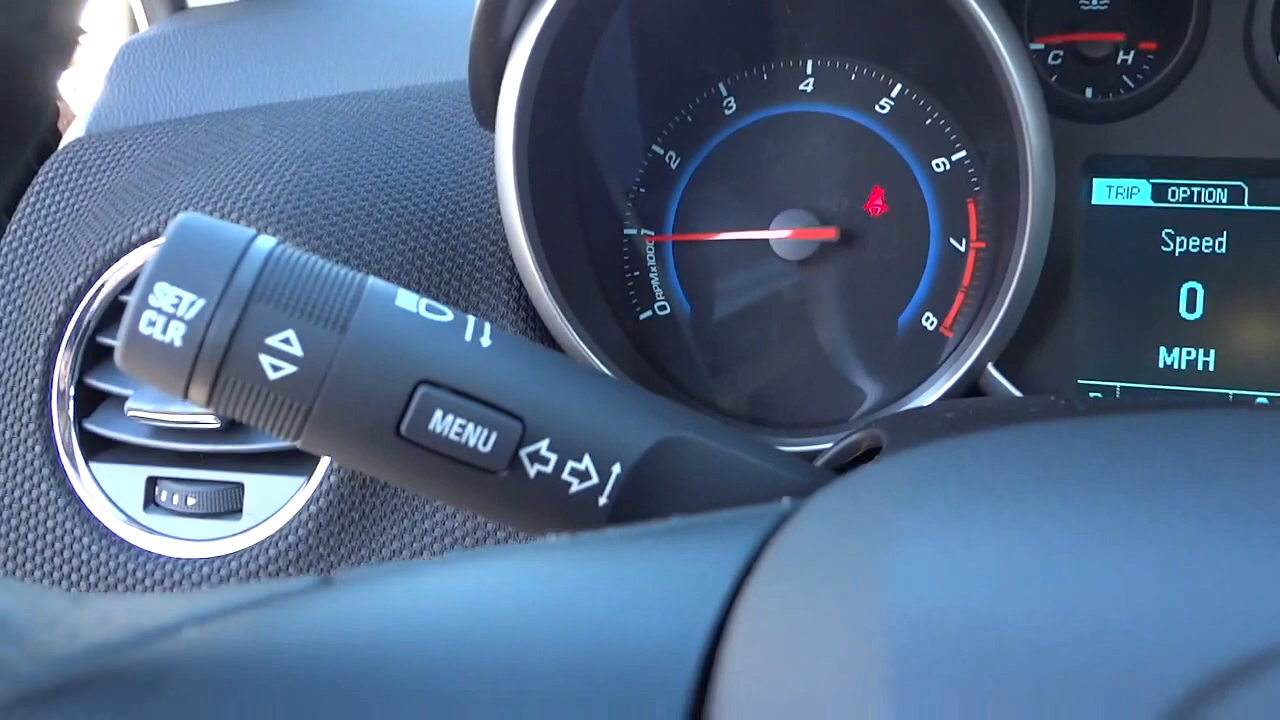 SET/
CLR
MENU
0 RPMx1000 1 2 3 4 5 6 7 8
C H
TRIP OPTION
Speed
0
MPH